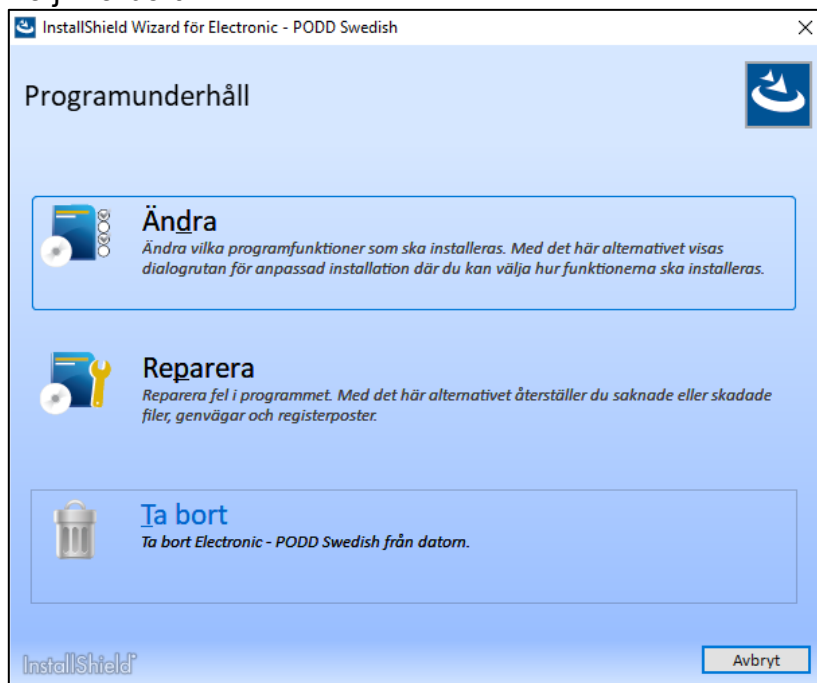 InstallShield Wizard för Electronic - PODD Swedish
Programunderhåll
Ändra
Ändra vilka programfunktioner som ska installeras. Med det här alternativet visas
dialogrutan för anpassad installation där du kan välja hur funktionerna ska installeras.
Reparera
Reparera fel i programmet. Med det här alternativet återställer du saknade eller skadade
filer, genvägar och registerposter.
Ta bort
Ta bort Electronic - PODD Swedish från datorn.
InstallShield
Avbryt